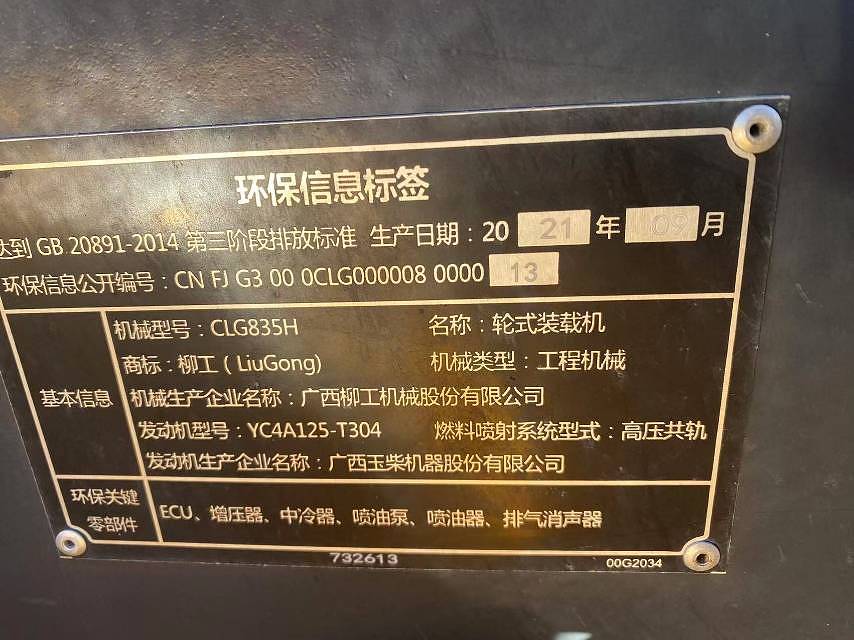 环保信息标签
达到 GB 20891-2014 第三阶段排放标准 生产日期：20 21 年 09 月
环保信息公开编号：CN FJ G3 00 0CLG000008 0000 13
基本信息
机械型号：CLG835H 名称：轮式装载机
商标：柳工（LiuGong） 机械类型：工程机械
机械生产企业名称：广西柳工机械股份有限公司
发动机型号：YC4A125-T304 燃料喷射系统型式：高压共轨
发动机生产企业名称：广西玉柴机器股份有限公司
环保关键
零部件
ECU、增压器、中冷器、喷油泵、喷油器、排气消声器
732613
00G2034